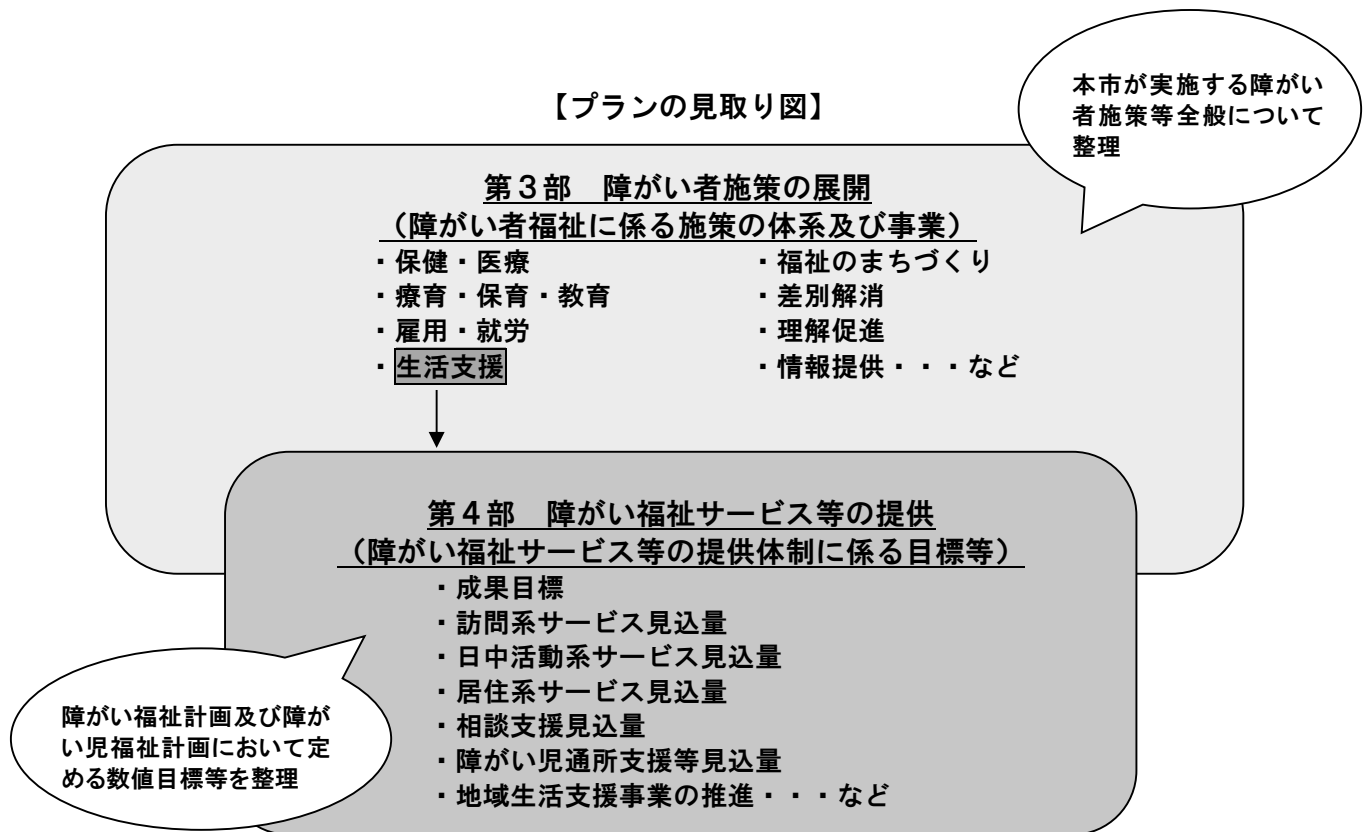 【プランの見取り図】
本市が実施する障がい
者施策等全般について
整理
第3部 障がい者施策の展開
(障がい者福祉に係る施策の体系及び事業)
・保健・医療
・療育・保育・教育
・雇用・就労
・生活支援
・福祉のまちづくり
・差別解消
・理解促進
・情報提供・・・など
第4部 障がい福祉サービス等の提供
(障がい福祉サービス等の提供体制に係る目標等)
・成果目標
・訪問系サービス見込量
・日中活動系サービス見込量
・居住系サービス見込量
・相談支援見込量
・障がい児通所支援等見込量
・地域生活支援事業の推進・・・など
障がい福祉計画及び障が
い児福祉計画において定
める数値目標等を整理